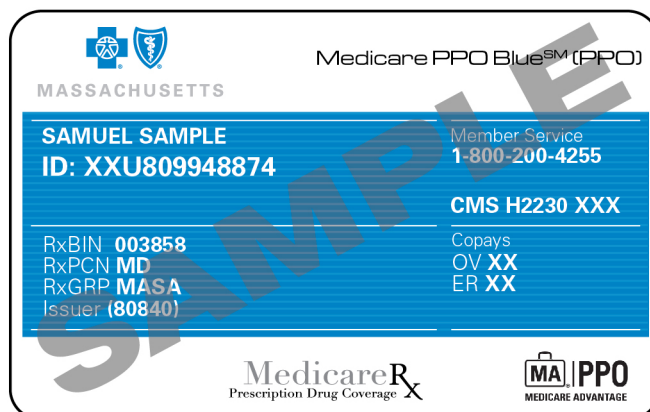 Medicare PPO Blue℠ (PPO)
MASSACHUSETTS
SAMUEL SAMPLE
ID: XXU809948874
Member Service
1-800-200-4255
CMS H2230 XXX
RxBIN 003858
RxPCN MD
RxGRP MASA
Issuer (80840)
Copays
OV XX
ER XX
SAMPLE
MedicareRx
Prescription Drug Coverage
MA PPO
MEDICARE ADVANTAGE